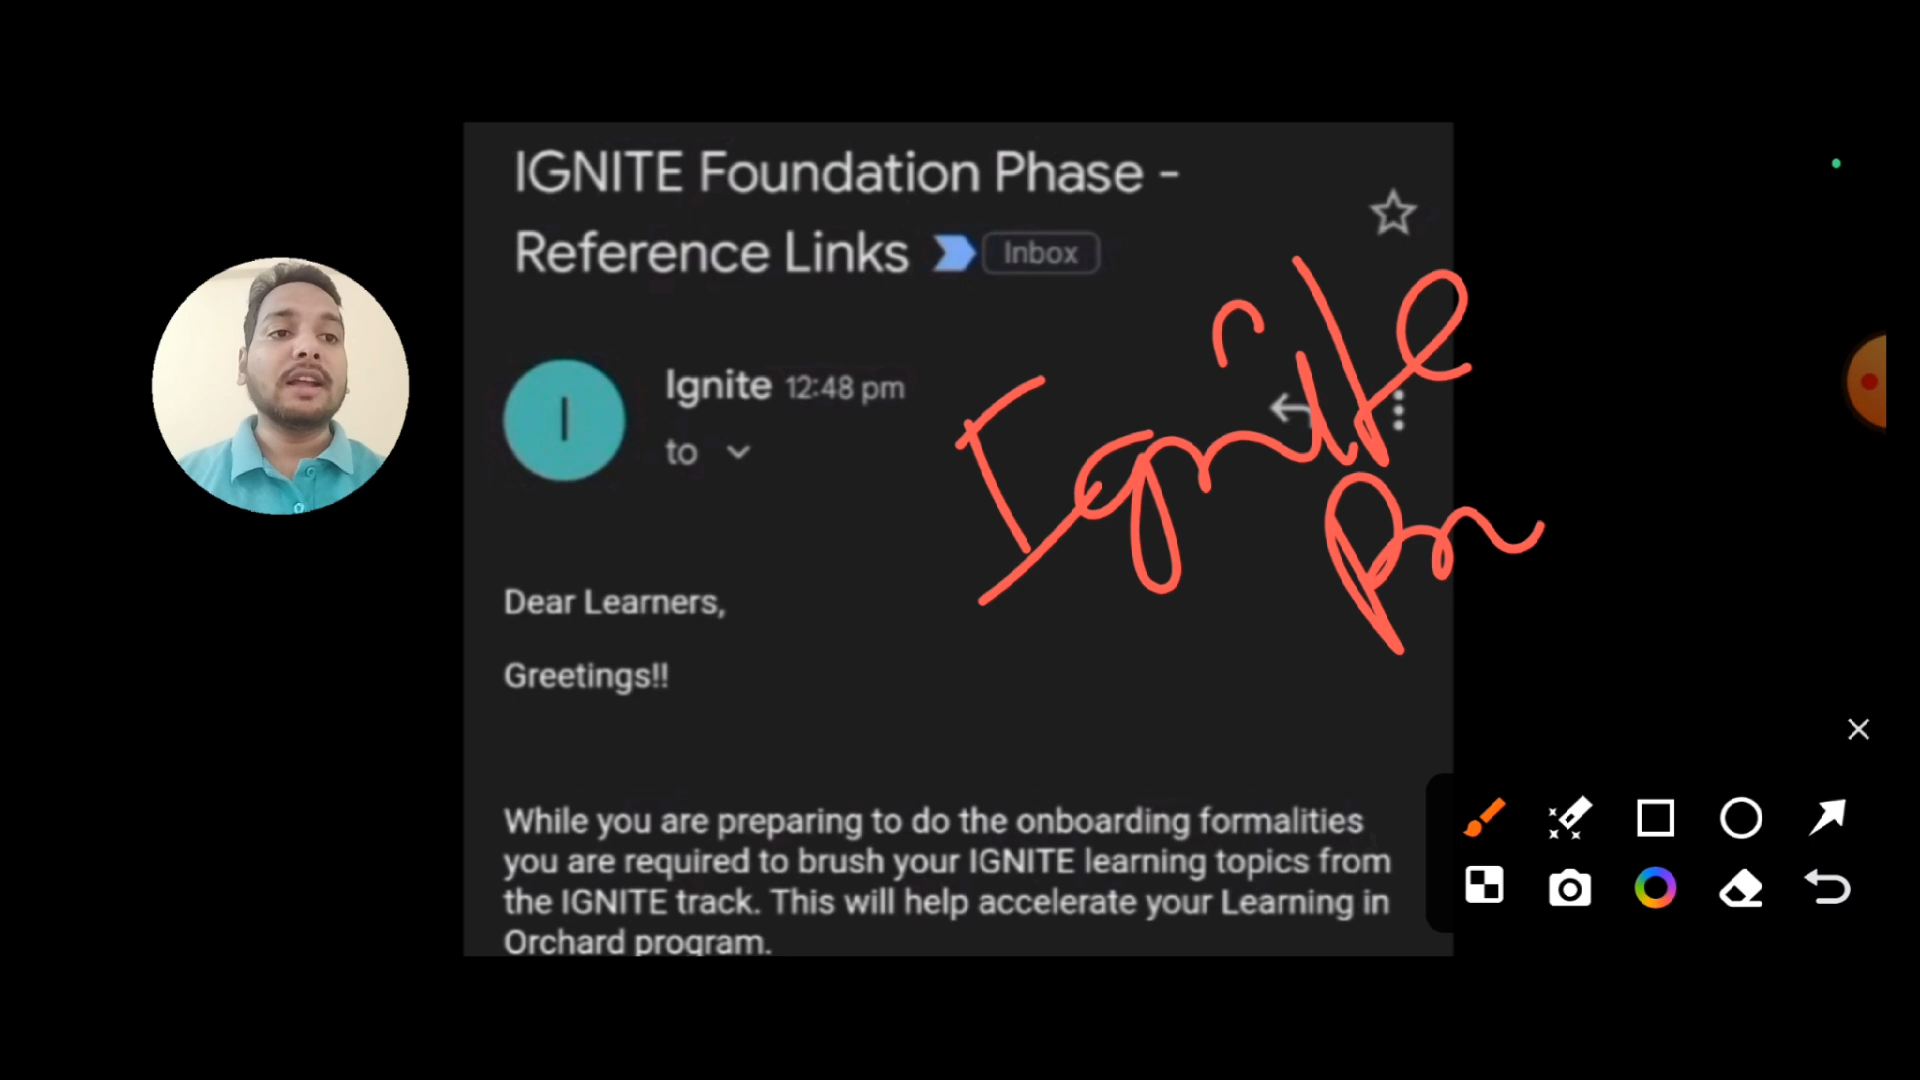 IGNITE Foundation Phase -
Reference Links Inbox
I
Ignite 12:48 pm
to
Ignite
Dear Learners,
Greetings!!
While you are preparing to do the onboarding formalities
you are required to brush your IGNITE learning topics from
the IGNITE track. This will help accelerate your Learning in
Orchard program.